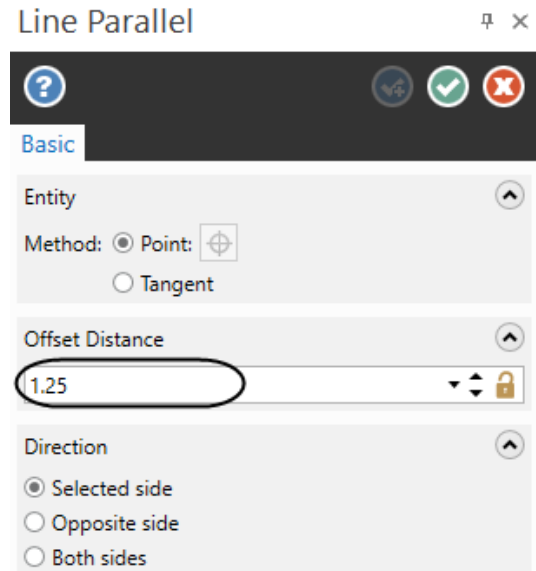 Line Parallel
Basic
Entity
Method: Point:
Tangent
Offset Distance
1.25
Direction
Selected side
Opposite side
Both sides